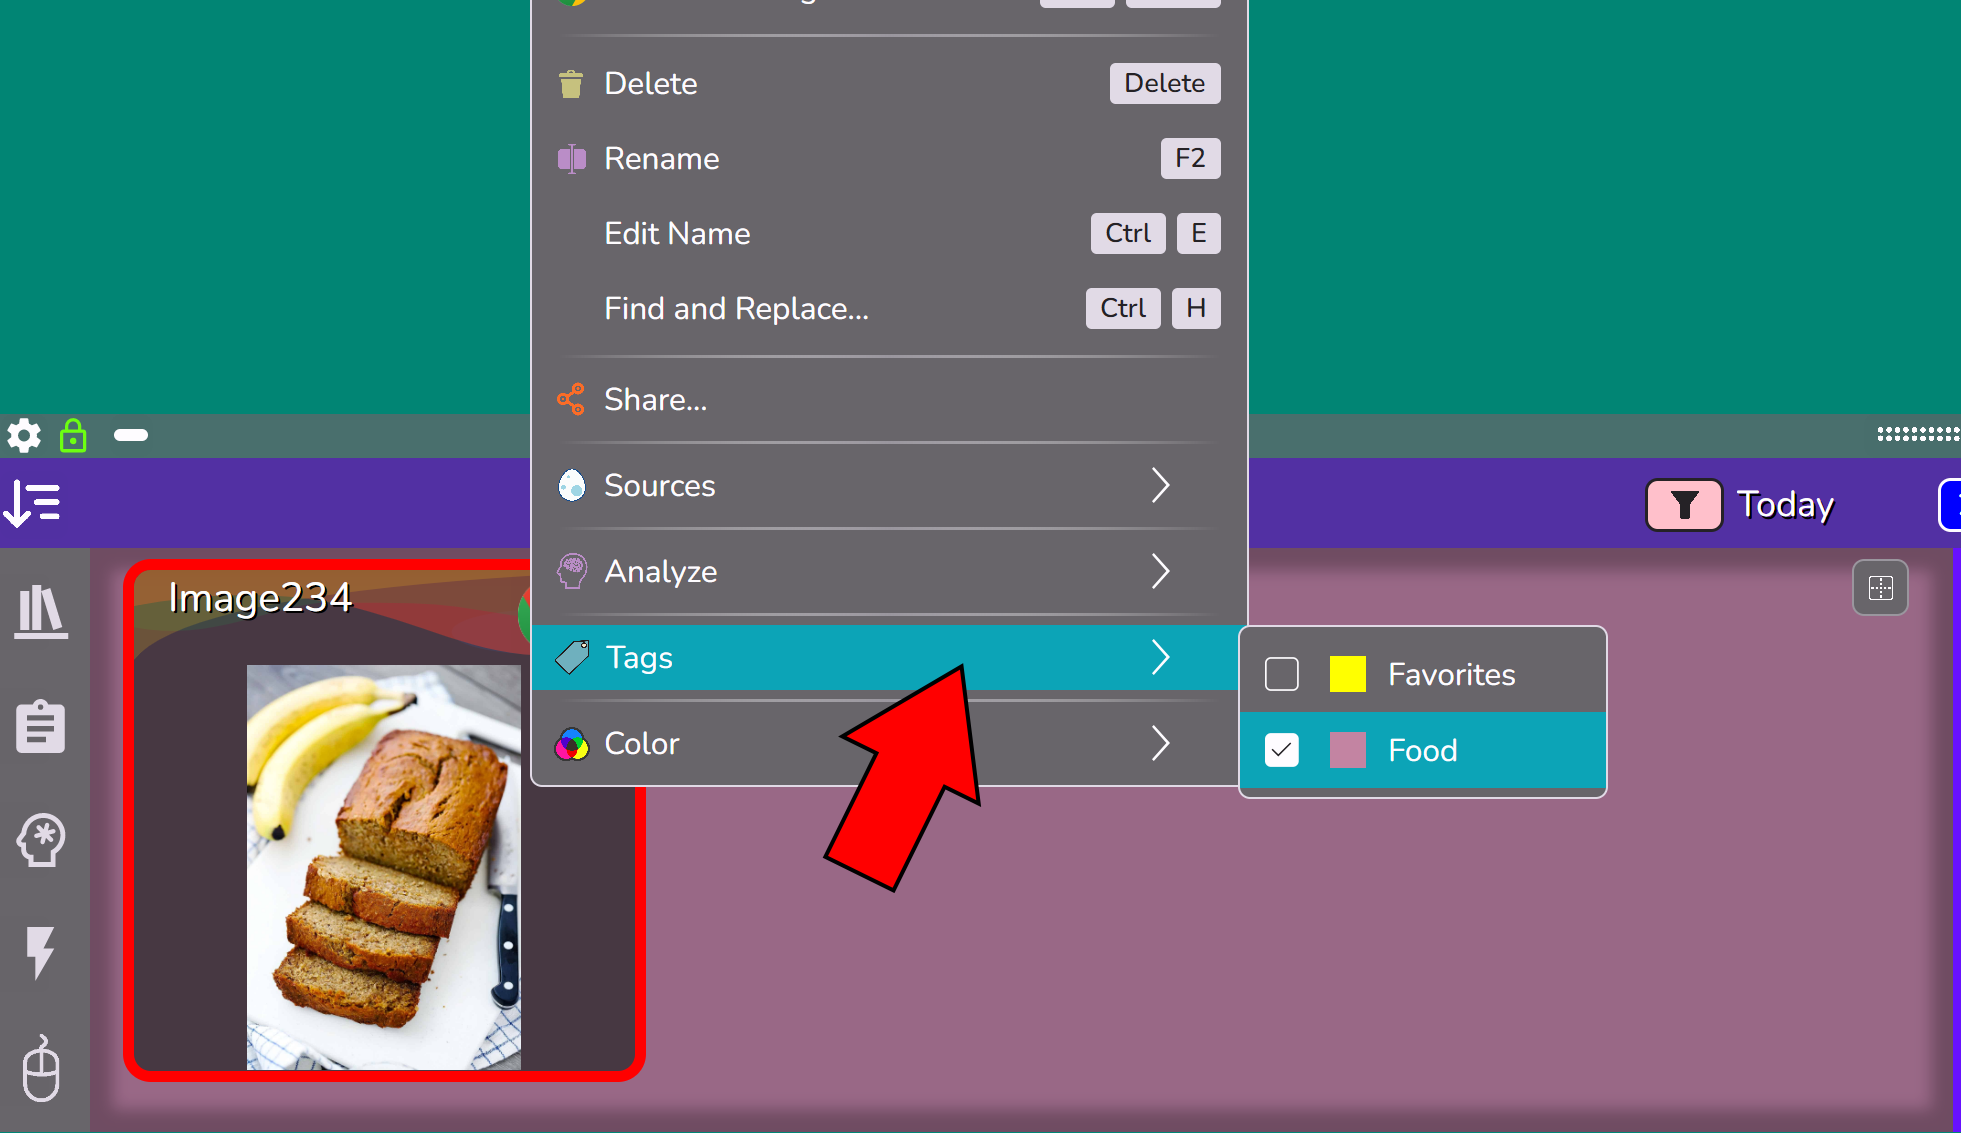 Delete Delete
Rename F2
Edit Name Ctrl E
Find and Replace... Ctrl H
Share...
Sources
Today
Analyze
Image234
Tags
Favorites
Color
Food